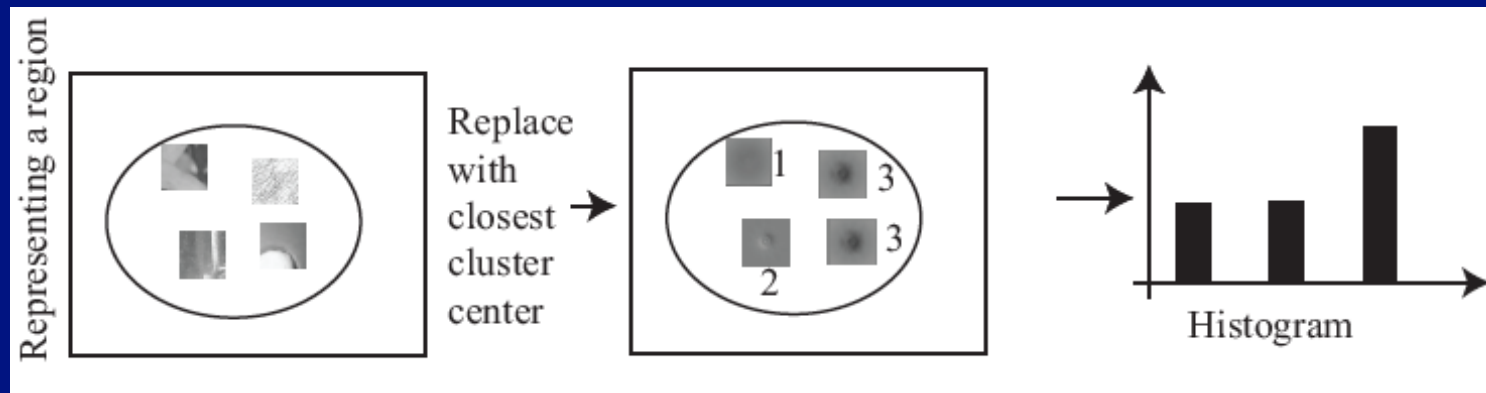 Representing a region
Replace
with
closest
cluster
center
1
3
2
3
Histogram